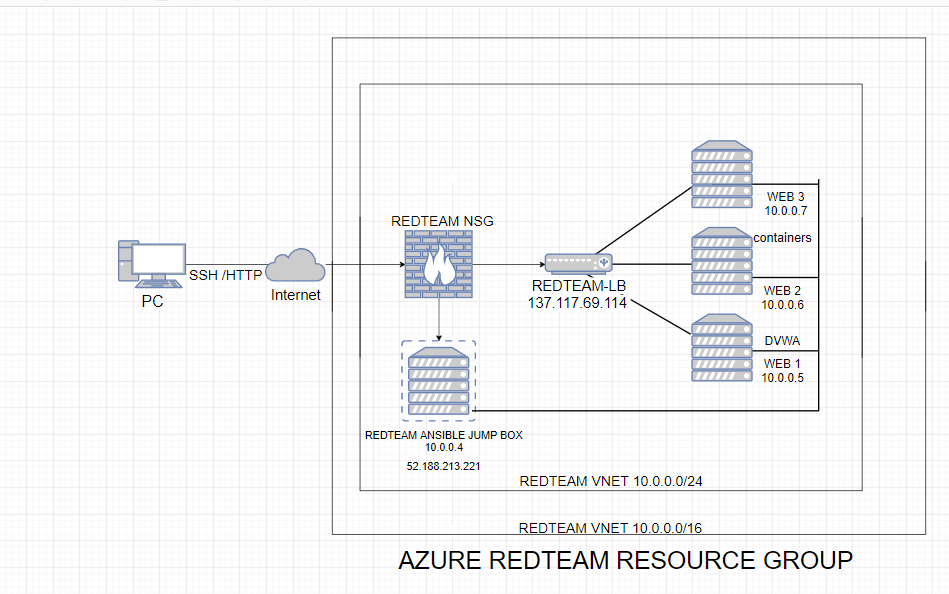 REDTEAM NSG
WEB 3
10.0.0.7
containers
SSH /HTTP
PC
Internet
REDTEAM-LB
137.117.69.114
WEB 2
10.0.0.6
DVWA
WEB 1
10.0.0.5
REDTEAM ANSIBLE JUMP BOX
10.0.0.4
52.188.213.221
REDTEAM VNET 10.0.0.0/24
REDTEAM VNET 10.0.0.0/16
AZURE REDTEAM RESOURCE GROUP